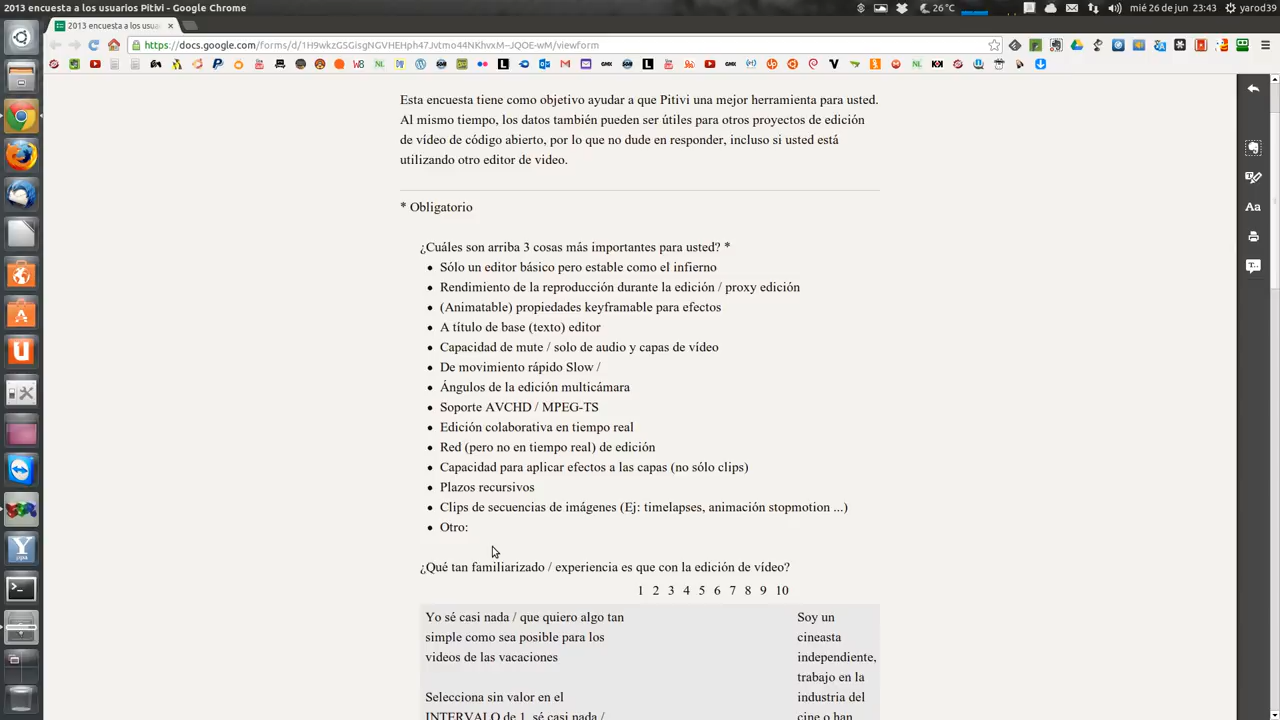 2013 encuesta a los usuarios Pitivi - Google Chrome
26°C
mié 26 de jun 23:43
yarod39
2013 encuesta a los usua
https://docs.google.com/forms/d/1H9wkzGSGisgNGVHEHph47Jvtmo44NKhvxM-JQOE-wM/viewform
Esta encuesta tiene como objetivo ayudar a que Pitivi una mejor herramienta para usted.
Al mismo tiempo, los datos también pueden ser útiles para otros proyectos de edición
de vídeo de código abierto, por lo que no dude en responder, incluso si usted está
utilizando otro editor de video.
* Obligatorio
¿Cuáles son arriba 3 cosas más importantes para usted? *
• Sólo un editor básico pero estable como el infierno
• Rendimiento de la reproducción durante la edición / proxy edición
• (Animatable) propiedades keyframable para efectos
• A título de base (texto) editor
• Capacidad de mute / solo de audio y capas de vídeo
• De movimiento rápido Slow /
• Ángulos de la edición multicámara
• Soporte AVCHD / MPEG-TS
• Edición colaborativa en tiempo real
• Red (pero no en tiempo real) de edición
• Capacidad para aplicar efectos a las capas (no sólo clips)
• Plazos recursivos
• Clips de secuencias de imágenes (Ej: timelapses, animación stopmotion ...)
• Otro:
¿Qué tan familiarizado / experiencia es que con la edición de vídeo?
1 2 3 4 5 6 7 8 9 10
Yo sé casi nada / que quiero algo tan
simple como sea posible para los
videos de las vacaciones
Selecciona sin valor en el
INTERVALO de 1, sé casi nada /
Soy un
cineasta
independiente,
trabajo en la
industria del
cine o han
Aa